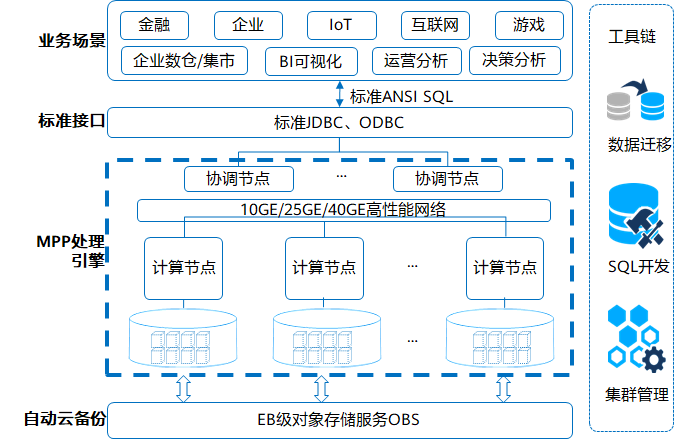 业务场景
金融
企业
IoT
互联网
游戏
企业数仓/集市
BI可视化
运营分析
决策分析
标准ANSI SQL
标准接口
标准JDBC、ODBC
MPP处理
引擎
协调节点
...
协调节点
10GE/25GE/40GE高性能网络
计算节点
计算节点
...
计算节点
...
自动云备份
EB级对象存储服务OBS
工具链
数据迁移
SQL开发
集群管理